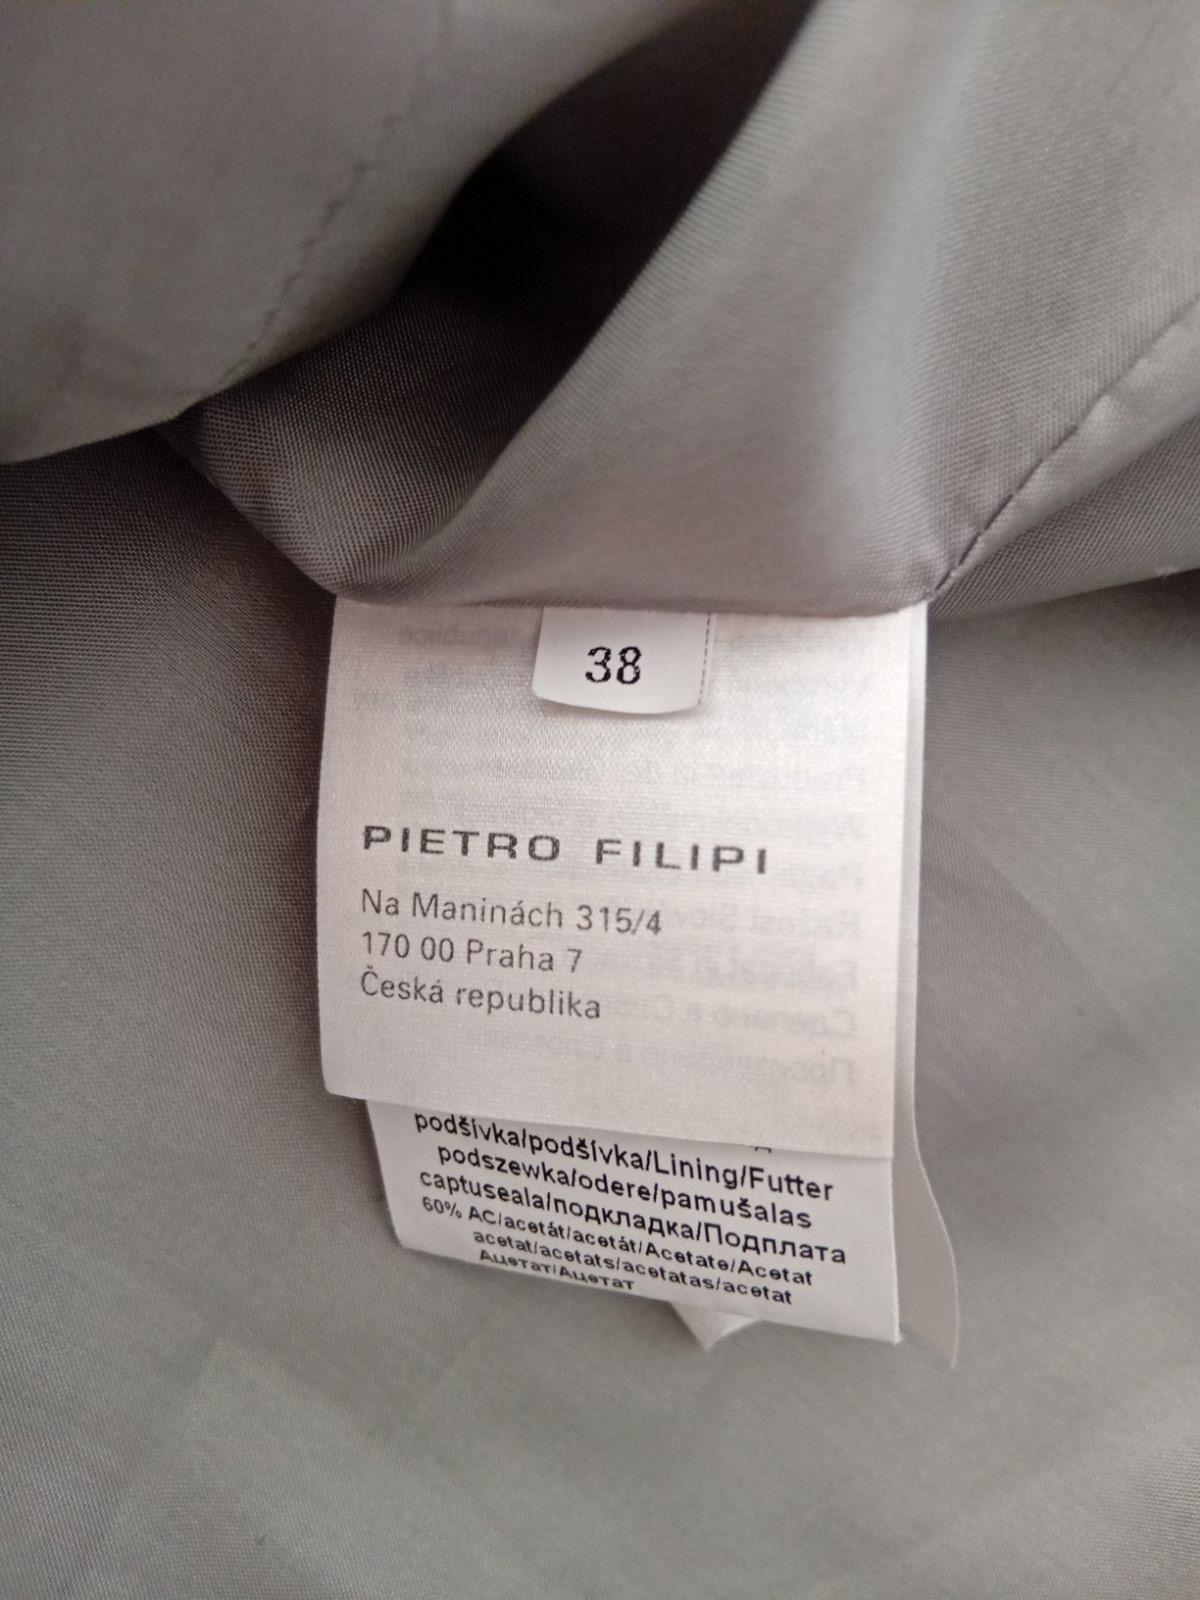 38
PIETRO FILIPI
Na Maninách 315/4
170 00 Praha 7
Česká republika
podšívka/podšívka/Lining/Futter
podszewka/odere/pamušalas
captuseala/подкладка/Подплата
60% AC/acetát/acetát/Acetate/Acetat
acetat/acetats/acetatas/acetat
Ацетат/Ацетат